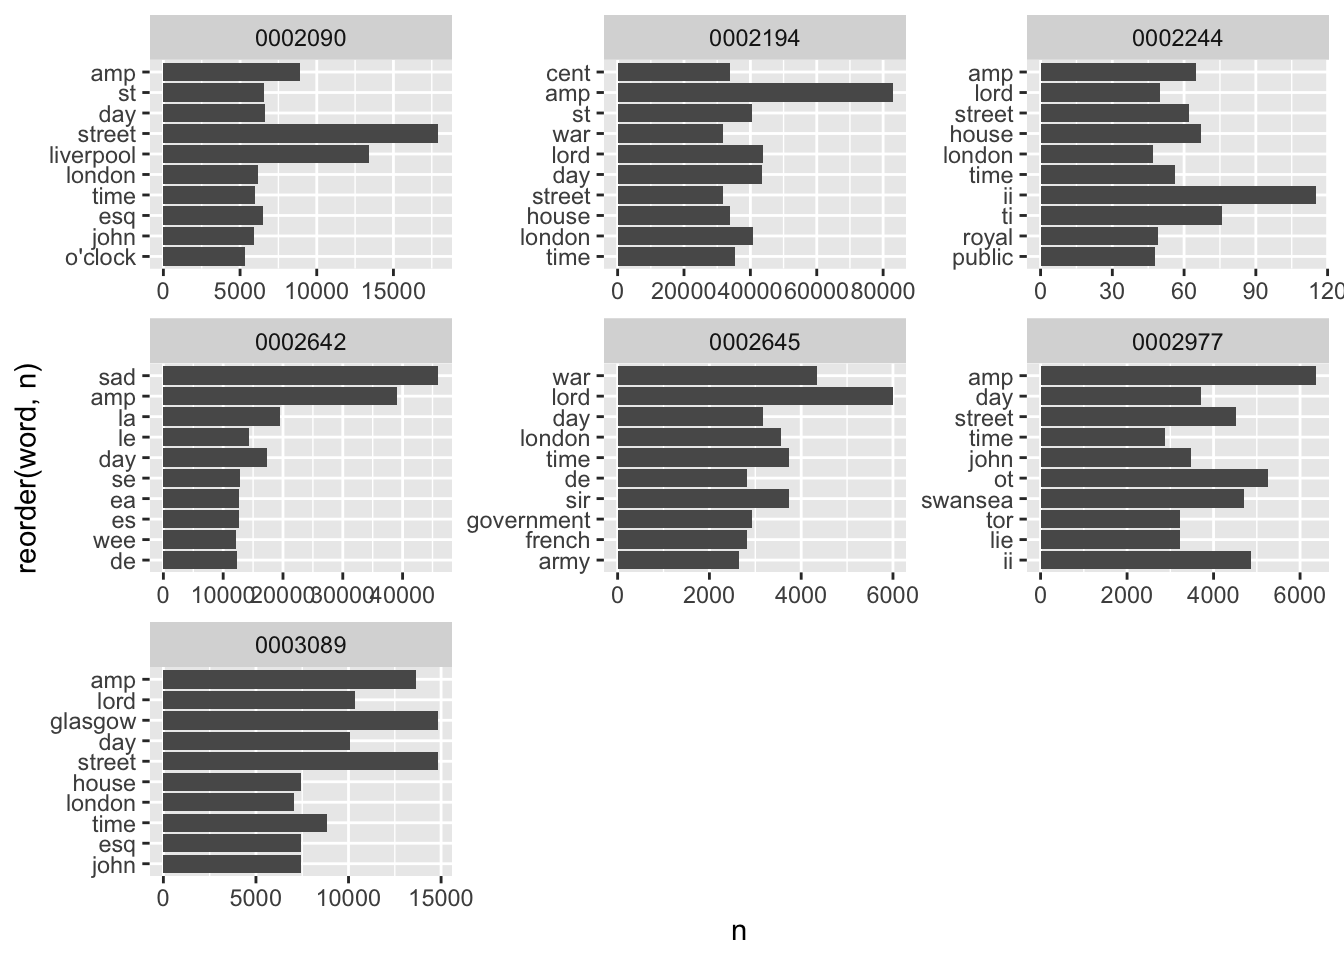 0002090
amp
st
day
street
liverpool
london
time
esq
john
o'clock
0 5000 10000 15000
0002194
cent
amp
st
war
lord
day
street
house
london
time
0 20000 40000 60000 80000
0002244
amp
lord
street
house
london
time
ii
ti
royal
public
0 30 60 90 120
0002642
sad
amp
la
le
day
se
ea
es
wee
de
0 10000 20000 30000 40000
0002645
war
lord
day
london
time
de
sir
government
french
army
0 2000 4000 6000
0002977
amp
day
street
time
john
ot
swansea
tor
lie
ii
0 2000 4000 6000
0003089
amp
lord
glasgow
day
street
house
london
time
esq
john
0 5000 10000 15000
reorder(word, n)
n